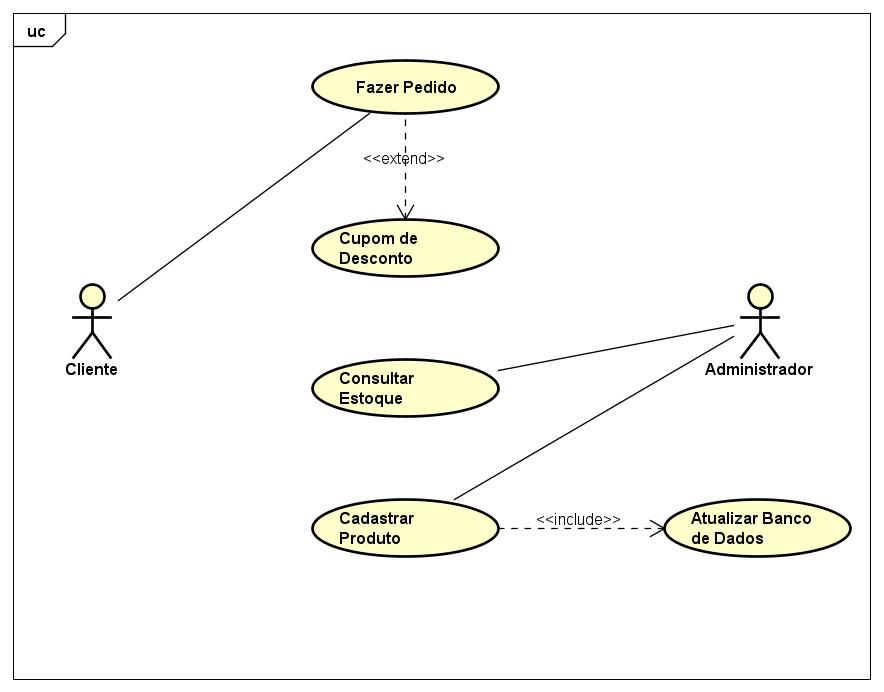 uc
Fazer Pedido
<<extend>>
Cupom de
Desconto
Cliente
Administrador
Consultar
Estoque
Cadastrar
Produto
<<include>>
Atualizar Banco
de Dados